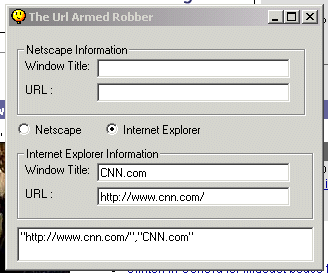 The Url Armed Robber
Netscape Information
Window Title:
URL :
Netscape Internet Explorer
Internet Explorer Information
Window Title: CNN.com
URL : http://www.cnn.com/
"http://www.cnn.com/","CNN.com"